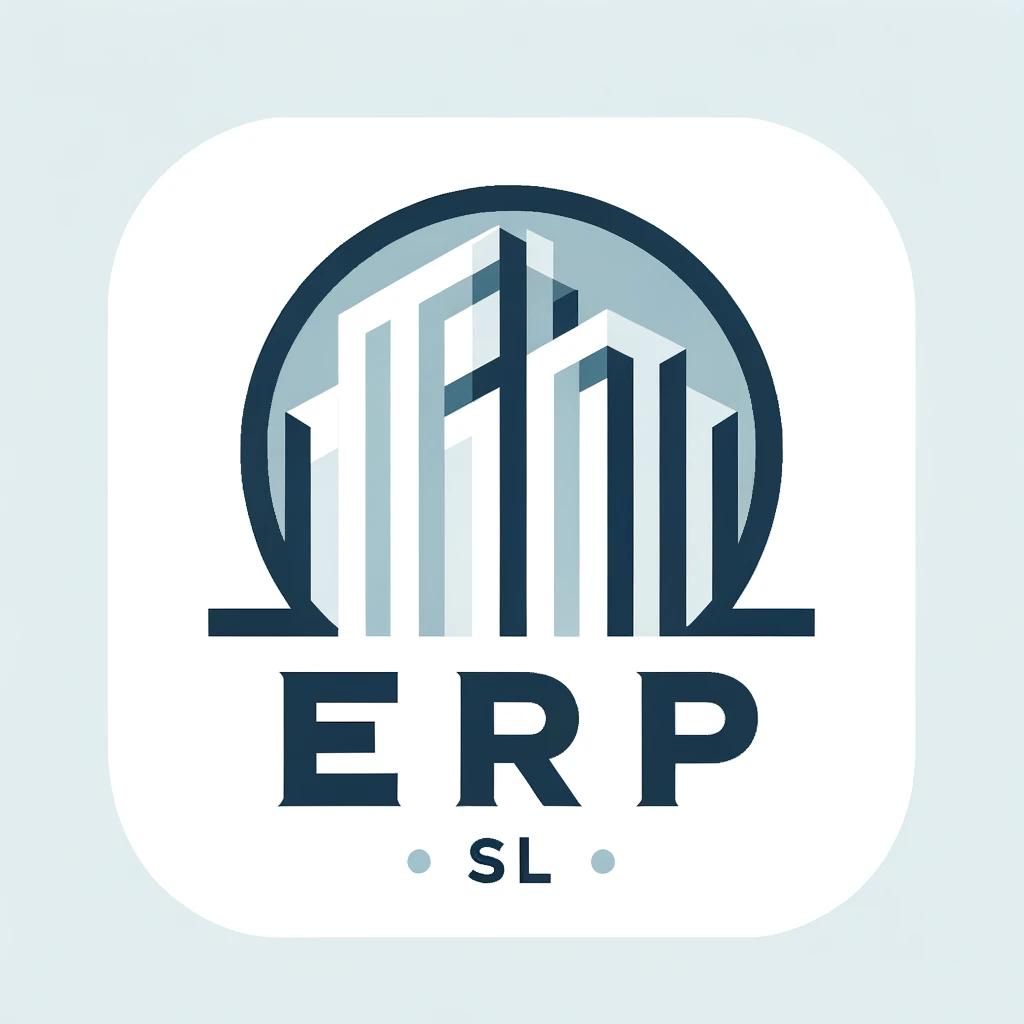 ERP
• SL •